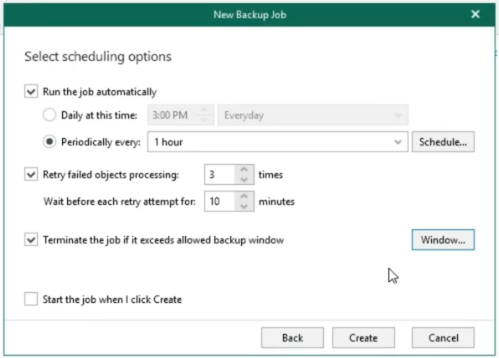 New Backup Job
Select scheduling options
Run the job automatically
Daily at this time: 3:00 PM Everyday
Periodically every: 1 hour Schedule...
Retry failed objects processing: 3 times
Wait before each retry attempt for: 10 minutes
Terminate the job if it exceeds allowed backup window Window...
Start the job when I click Create
Back Create Cancel